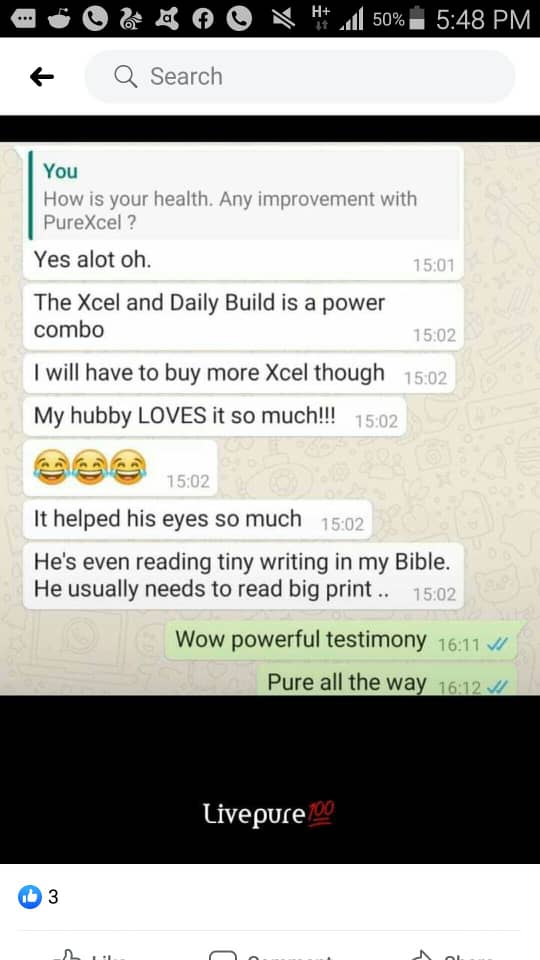 H+
50%
5:48 PM
Search
You
How is your health. Any improvement with
PureXcel ?
Yes alot oh.
15:01
The Xcel and Daily Build is a power
combo
15:02
I will have to buy more Xcel though 15:02
My hubby LOVES it so much!!! 15:02
😂😂😂 15:02
It helped his eyes so much 15:02
He's even reading tiny writing in my Bible.
He usually needs to read big print .. 15:02
Wow powerful testimony 16:11
Pure all the way 16:12
Livepure💯
3